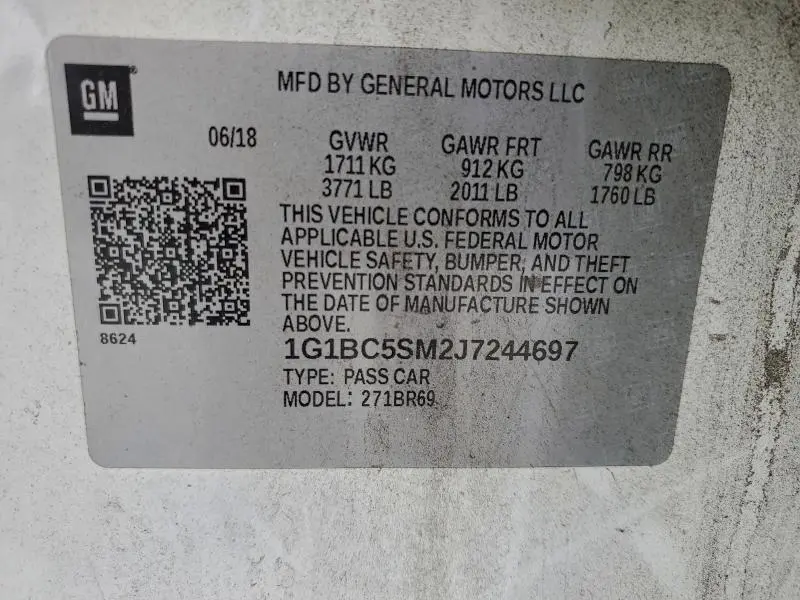 GM
MFD BY GENERAL MOTORS LLC
06/18
GVWR GAWR FRT GAWR RR
1711 KG 912 KG 798 KG
3771 LB 2011 LB 1760 LB
THIS VEHICLE CONFORMS TO ALL
APPLICABLE U.S. FEDERAL MOTOR
VEHICLE SAFETY, BUMPER, AND THEFT
PREVENTION STANDARDS IN EFFECT ON
THE DATE OF MANUFACTURE SHOWN
ABOVE.
8624
1G1BC5SM2J7244697
TYPE: PASS CAR
MODEL: 271BR69